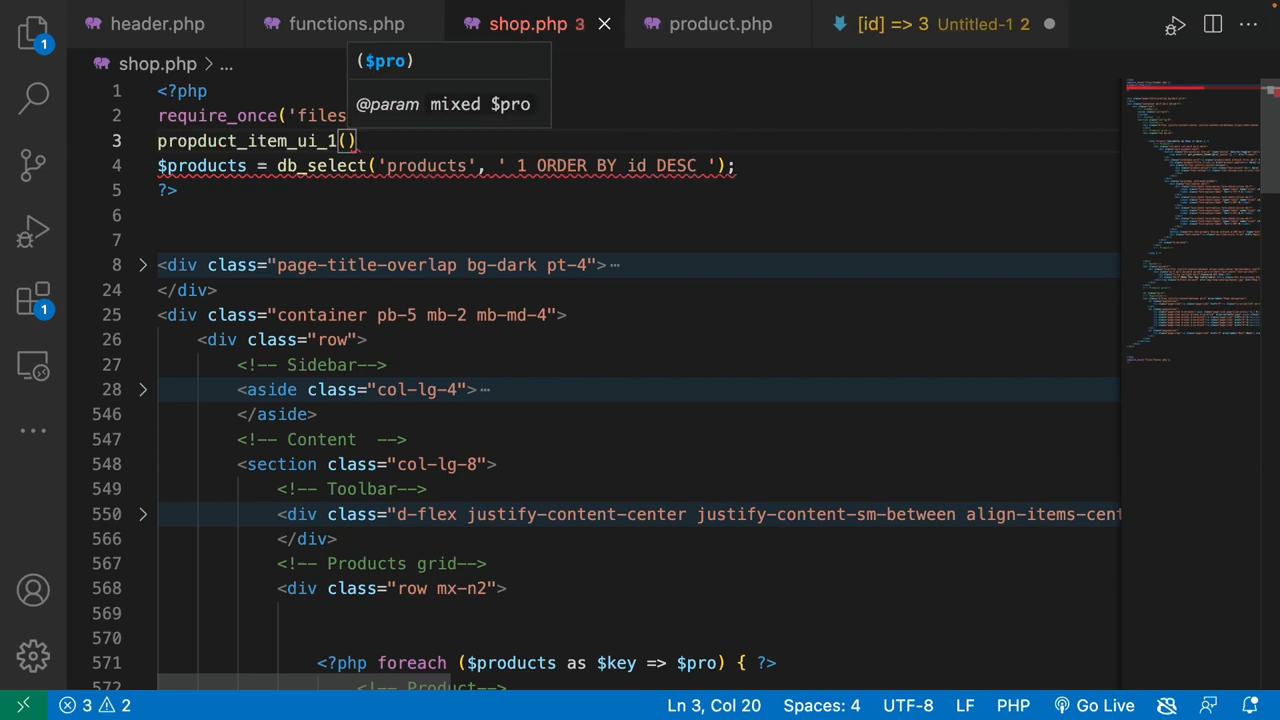 header.php functions.php shop.php 3 product.php [id] => 3 Untitled-1 2
shop.php > ...
($pro)
@param mixed $pro
1 <?php
2 require_once('files
3 propduct_item_ui_1()
4 $products = db_select('products', ' 1 ORDER BY id DESC ');
5 ?>
6
7
8 <div class="page-title-overlap bg-dark pt-4">
24 </div>
25 <div class="container pb-5 mb-2 mb-md-4">
26 <div class="row">
27 <!-- Sidebar-->
28 <aside class="col-lg-4">
546 </aside>
547 <!-- Content  -->
548 <section class="col-lg-8">
549 <!-- Toolbar-->
550 <div class="d-flex justify-content-center justify-content-sm-between align-items-cent
566 </div>
567 <!-- Products grid-->
568 <div class="row mx-n2">
569
570
571 <?php foreach ($products as $key => $pro) { ?>
572 <!-- Product-->
1
1
3 2 Ln 3, Col 20 Spaces: 4 UTF-8 LF PHP Go Live